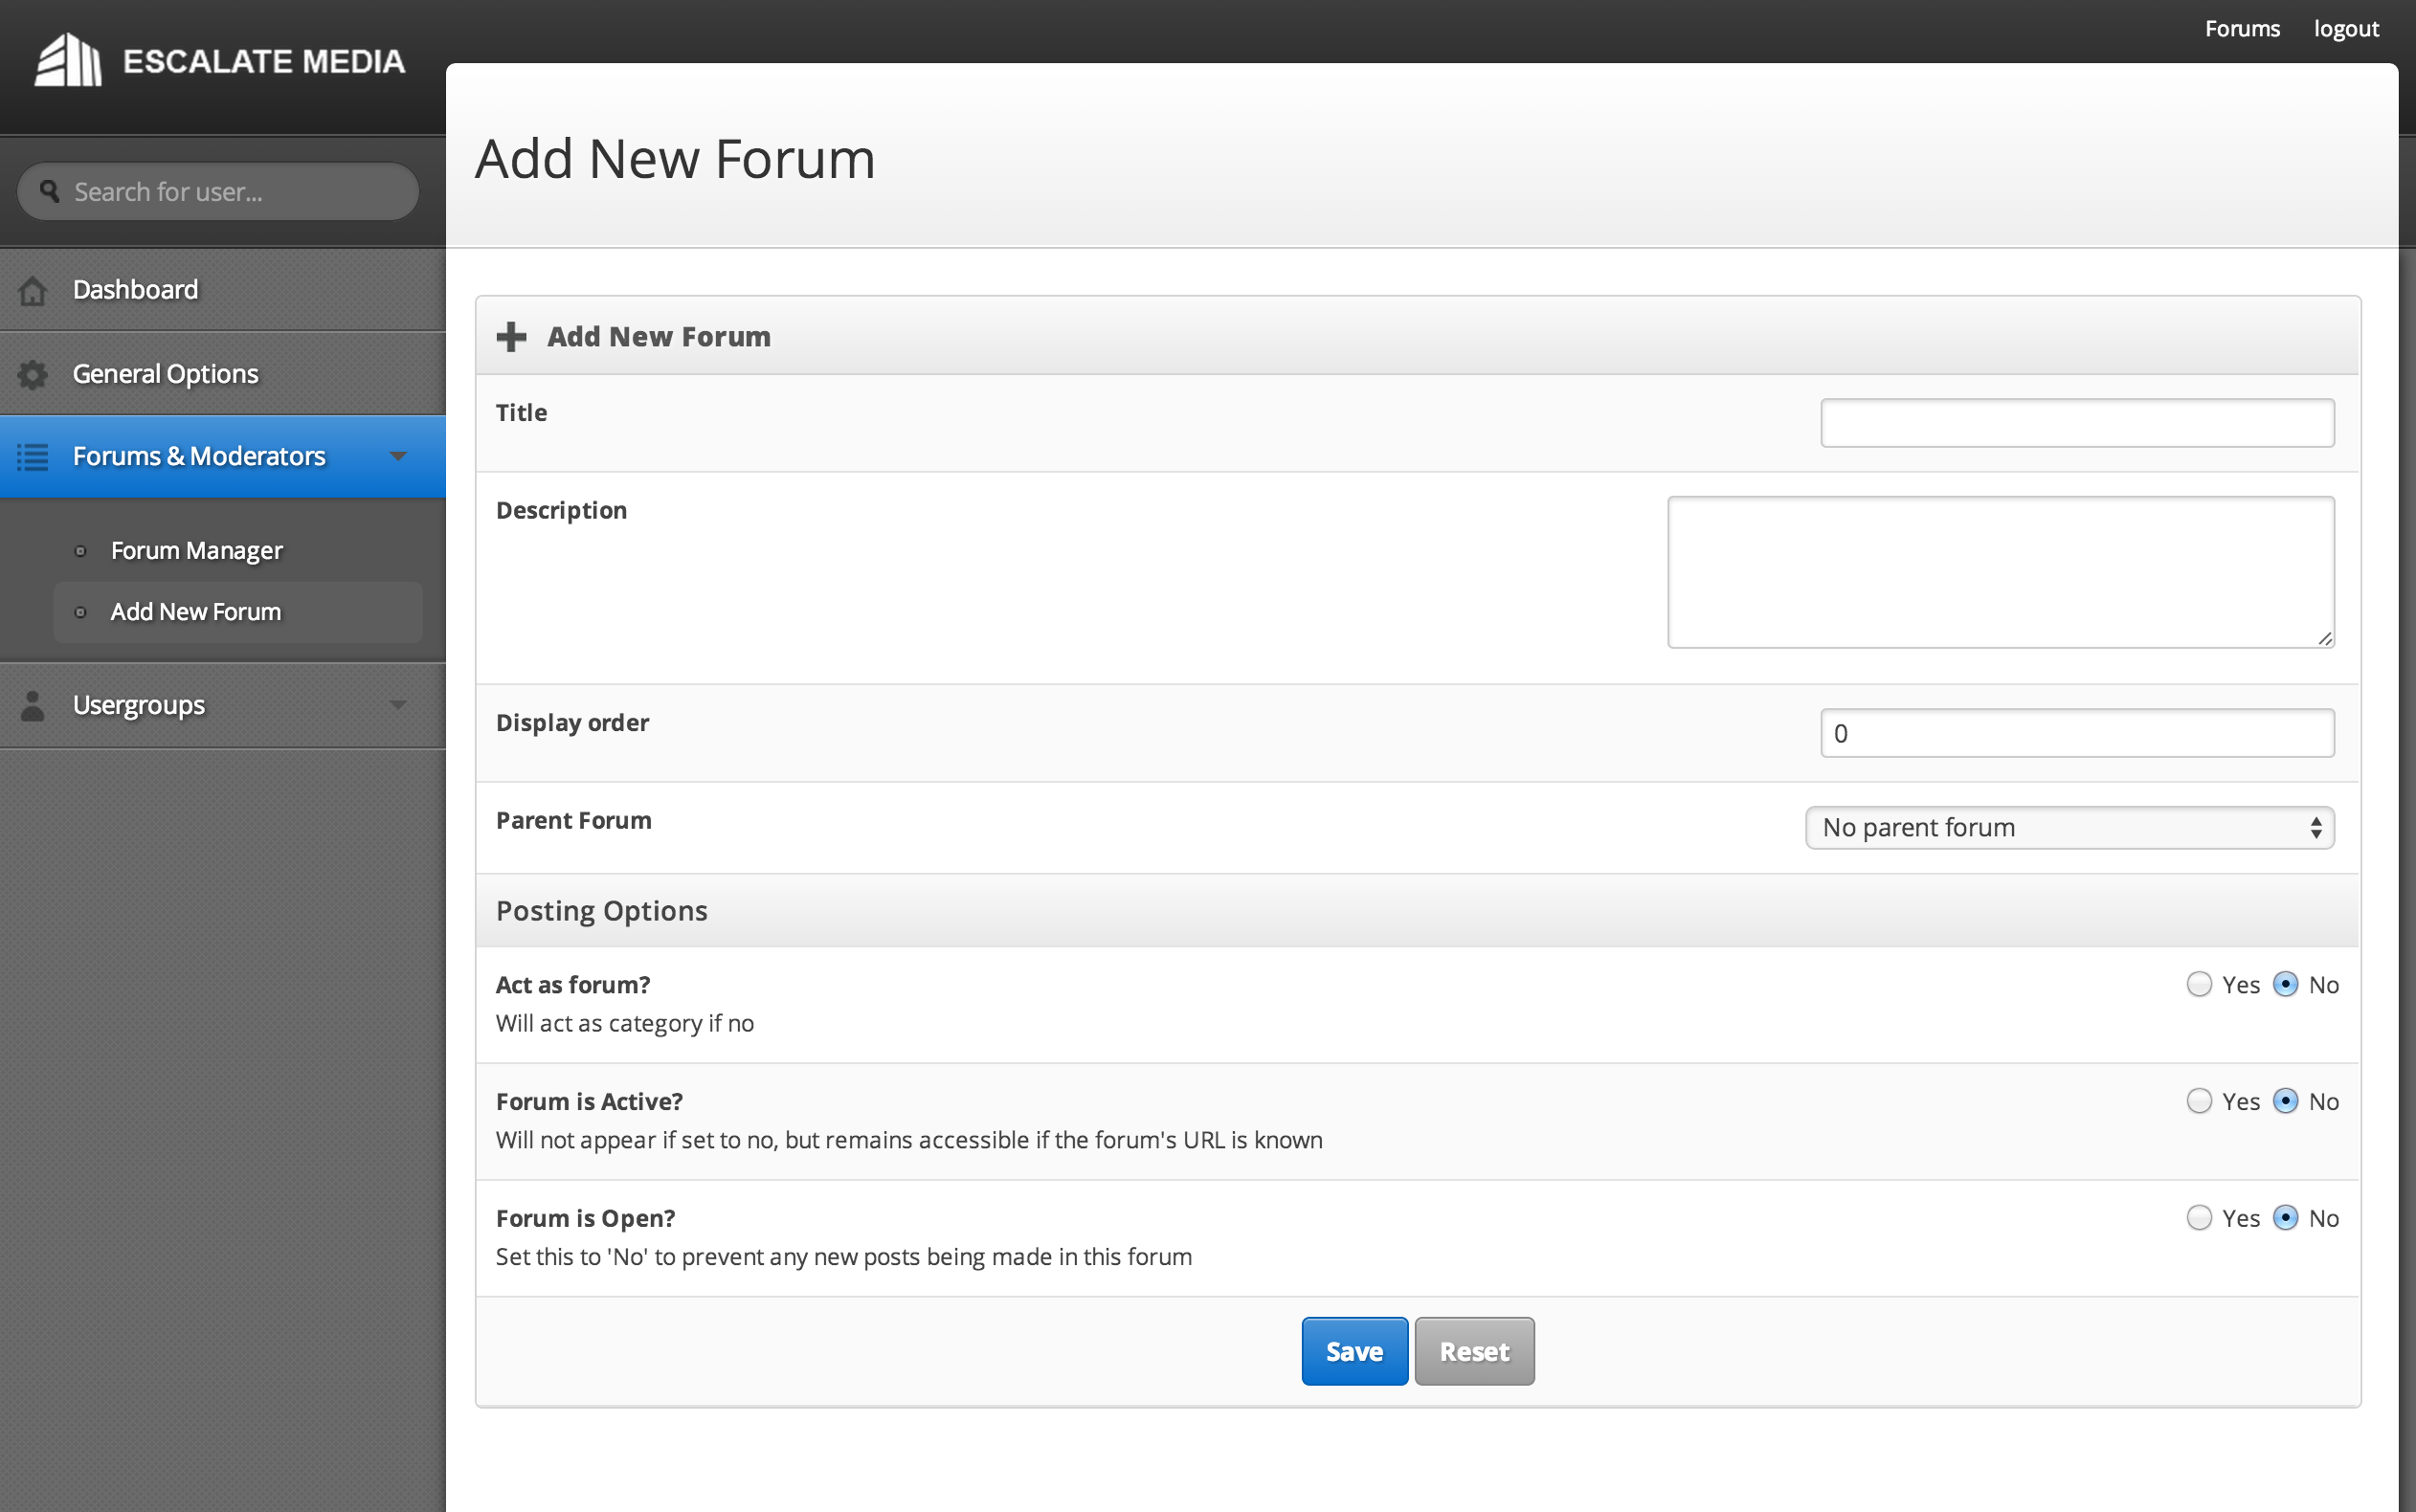 Forums logout
ESCALATE MEDIA
Add New Forum
Search for user...
Dashboard
General Options
Forums & Moderators
Forum Manager
Add New Forum
Usergroups
Add New Forum
Title
Description
Display order
0
Parent Forum
No parent forum
Posting Options
Act as forum?
Yes No
Will act as category if no
Forum is Active?
Yes No
Will not appear if set to no, but remains accessible if the forum's URL is known
Forum is Open?
Yes No
Set this to 'No' to prevent any new posts being made in this forum
Save Reset